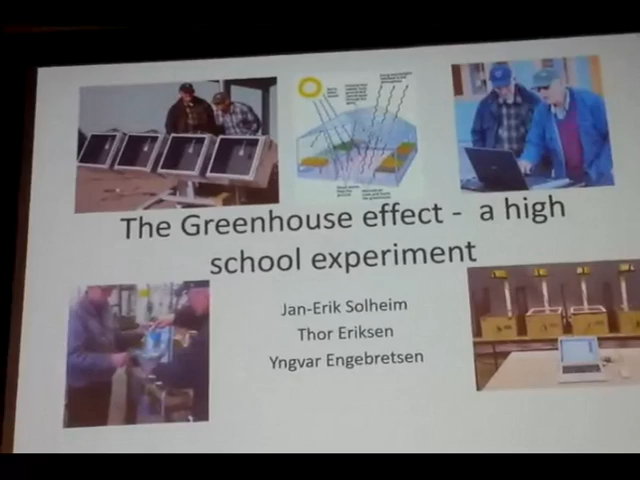 The Greenhouse effect - a high
school experiment
Jan-Erik Solheim
Thor Eriksen
Yngvar Engebretsen